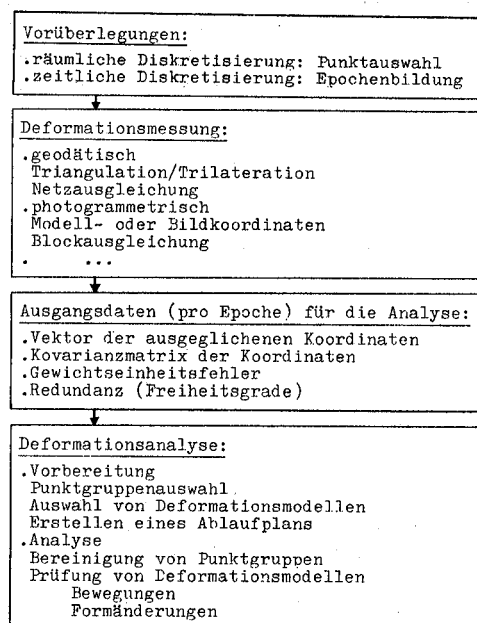 Vorüberlegungen:
.räumliche Diskretisierung: Punktauswahl
.zeitliche Diskretisierung: Epochenbildung
Deformationsmessung:
.geodätisch
Triangulation/Trilateration
Netzausgleichung
.photogrammetrisch
Modell- oder Bildkoordinaten
Blockausgleichung
. ...
Ausgangsdaten (pro Epoche) für die Analyse:
.Vektor der ausgeglichenen Koordinaten
.Kovarianzmatrix der Koordinaten
.Gewichtseinheitsfehler
.Redundanz (Freiheitsgrade)
Deformationsanalyse:
.Vorbereitung
Punktgruppenauswahl
Auswahl von Deformationsmodellen
Erstellen eines Ablaufplans
.Analyse
Bereinigung von Punktgruppen
Prüfung von Deformationsmodellen
Bewegungen
Formänderungen